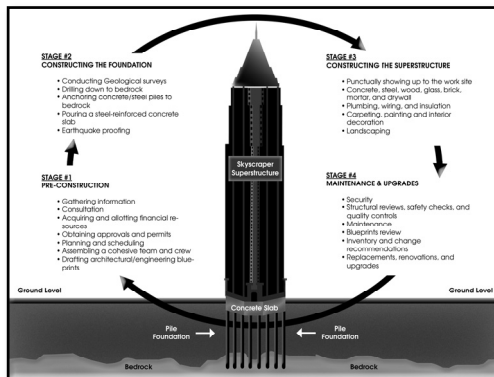 STAGE #2
CONSTRUCTING THE FOUNDATION
• Conducting Geological surveys
• Drilling down to bedrock
• Anchoring concrete/steel piles to
bedrock
• Pouring a steel-reinforced concrete
slab
• Earthquake proofing
STAGE #3
CONSTRUCTING THE SUPERSTRUCTURE
• Punctually showing up to the work site
• Concrete, steel, wood, glass, brick,
mortar, and drywall
• Plumbing, wiring, and insulation
• Carpeting, painting and interior
decoration
• Landscaping
STAGE #1
PRE-CONSTRUCTION
• Gathering information
• Consultation
• Acquiring and allotting financial re-
sources
• Obtaining approvals and permits
• Planning and scheduling
• Assembling a cohesive team and crew
• Drafting architectural/engineering blue-
prints
Skyscraper
Superstructure
STAGE #4
MAINTENANCE & UPGRADES
• Security
• Structural reviews, safety checks, and
quality controls
• Maintenance
• Blueprints review
• Inventory and change
recommendations
• Replacements, renovations, and
upgrades
Ground Level
Ground Level
Concrete Slab
Pile
Foundation
Pile
Foundation
Bedrock
Bedrock